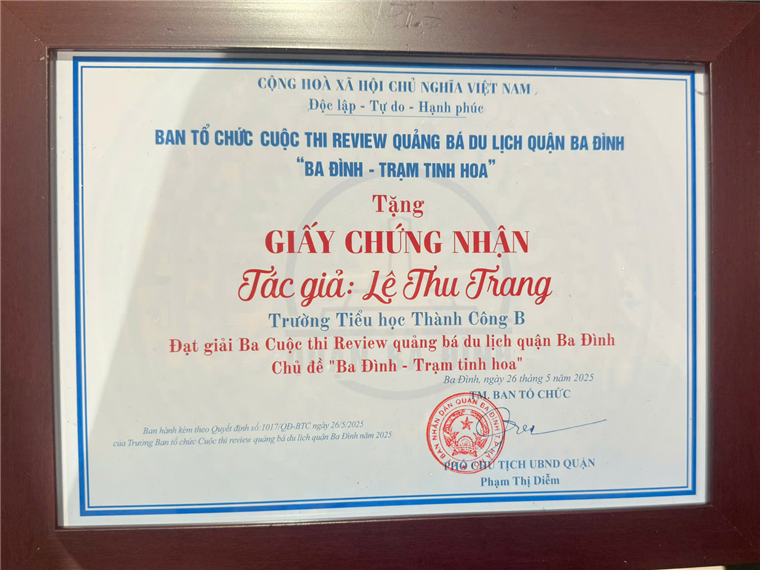 CỘNG HOÀ XÃ HỘI CHỦ NGHĨA VIỆT NAM
Độc lập - Tự do - Hạnh phúc
BAN TỔ CHỨC CUỘC THI REVIEW QUẢNG BÁ DU LỊCH QUẬN BA ĐÌNH
“BA ĐÌNH - TRẠM TINH HOA”
Tặng
GIẤY CHỨNG NHẬN
Tác giả: Lê Thu Trang
Trường Tiểu học Thành Công B
Đạt giải Ba Cuộc thi Review quảng bá du lịch quận Ba Đình
Chủ đề "Ba Đình - Trạm tinh hoa"
Ba Đình, ngày 26 tháng 5 năm 2025
TM. BAN TỔ CHỨC
Ban hành kèm theo Quyết định số:1017/QĐ-BTC ngày 26/5/2025
của Trưởng Ban tổ chức Cuộc thi review quảng bá du lịch quận Ba Đình năm 2025
PHÓ CHỦ TỊCH UBND QUẬN
Phạm Thị Diễm